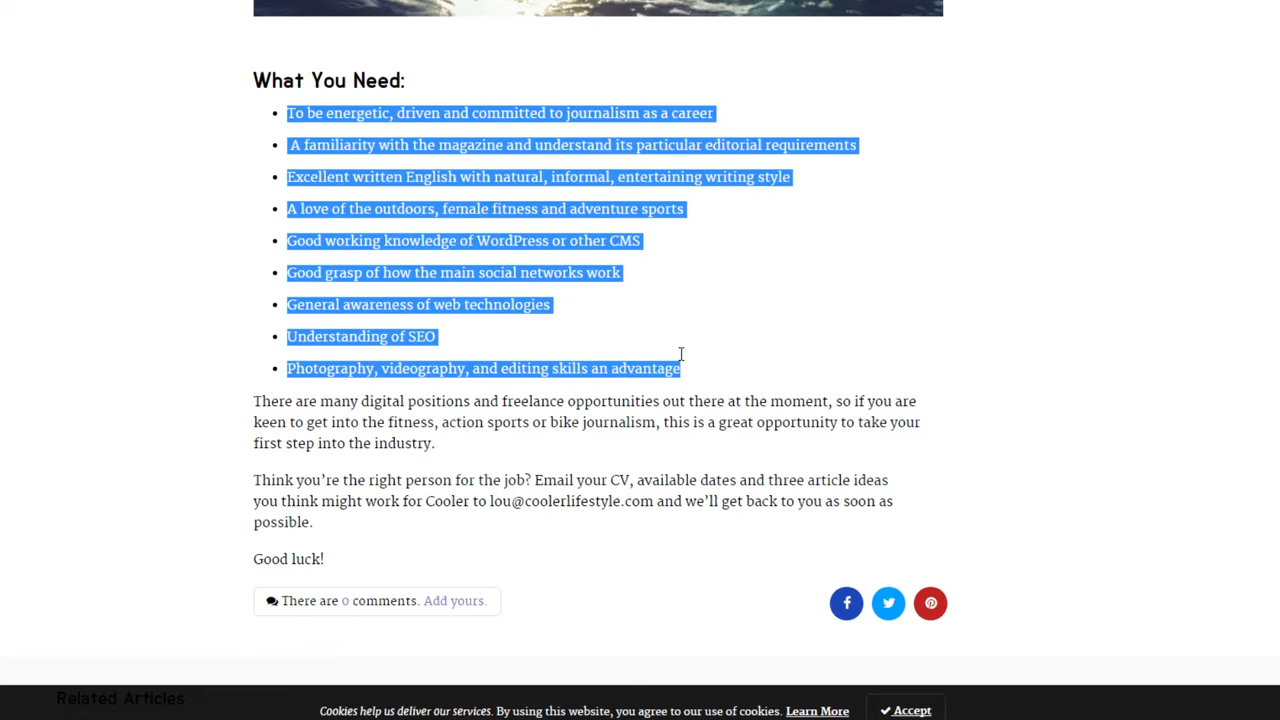 What You Need:
To be energetic, driven and committed to journalism as a career
A familiarity with the magazine and understand its particular editorial requirements
Excellent written English with natural, informal, entertaining writing style
A love of the outdoors, female fitness and adventure sports
Good working knowledge of WordPress or other CMS
Good grasp of how the main social networks work
General awareness of web technologies
Understanding of SEO
Photography, videography, and editing skills an advantage
There are many digital positions and freelance opportunities out there at the moment, so if you are
keen to get into the fitness, action sports or bike journalism, this is a great opportunity to take your
first step into the industry.
Think you’re the right person for the job? Email your CV, available dates and three article ideas
you think might work for Cooler to lou@coolerlifestyle.com and we’ll get back to you as soon as
possible.
Good luck!
There are 0 comments. Add yours.
Related Articles
Cookies help us deliver our services. By using this website, you agree to our use of cookies. Learn More Accept